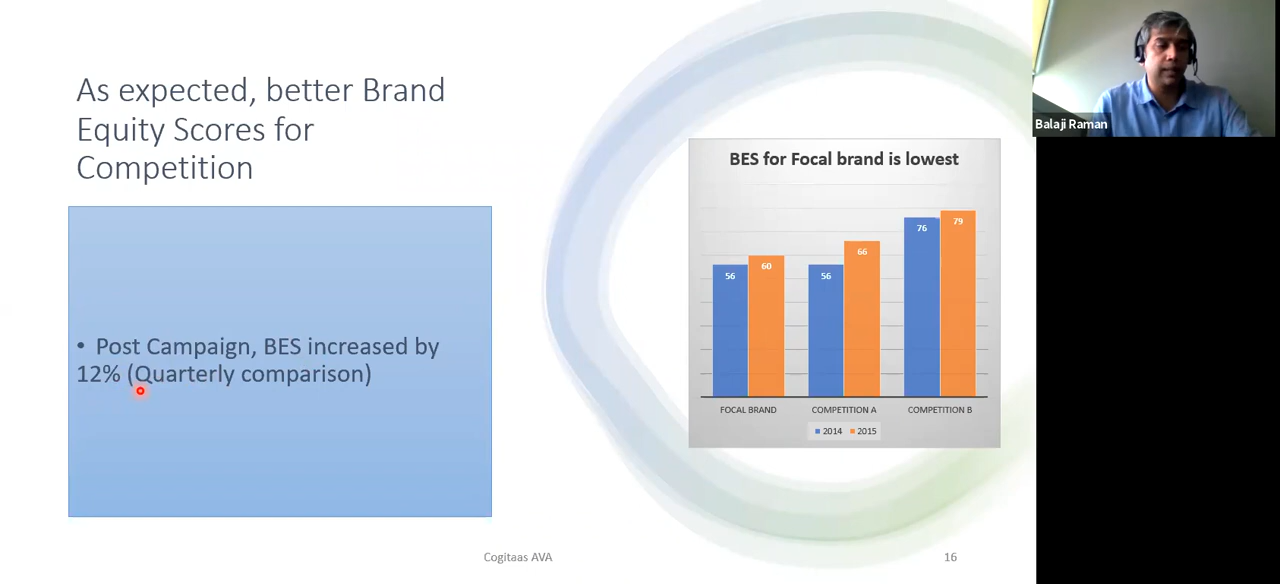 As expected, better Brand
Equity Scores for
Competition
• Post Campaign, BES increased by
12% (Quarterly comparison)
BES for Focal brand is lowest
56
60
56
66
76
79
FOCAL BRAND
COMPETITION A
COMPETITION B
2014
2015
Cogitaas AVA
16
Balaji Raman